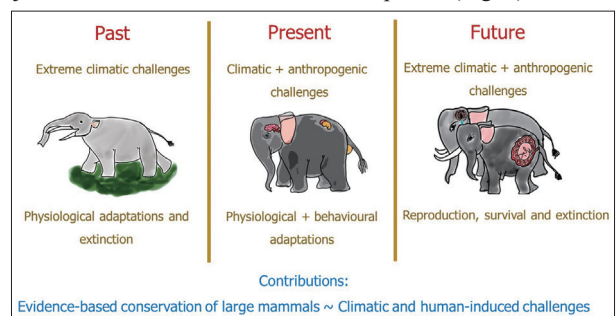 Past
Present
Future
Extreme climatic challenges
Climatic + anthropogenic
challenges
Extreme climatic + anthropogenic
challenges
Physiological adaptations and
extinction
Physiological + behavioural
adaptations
Reproduction, survival and extinction
Contributions:
Evidence-based conservation of large mammals ~ Climatic and human-induced challenges